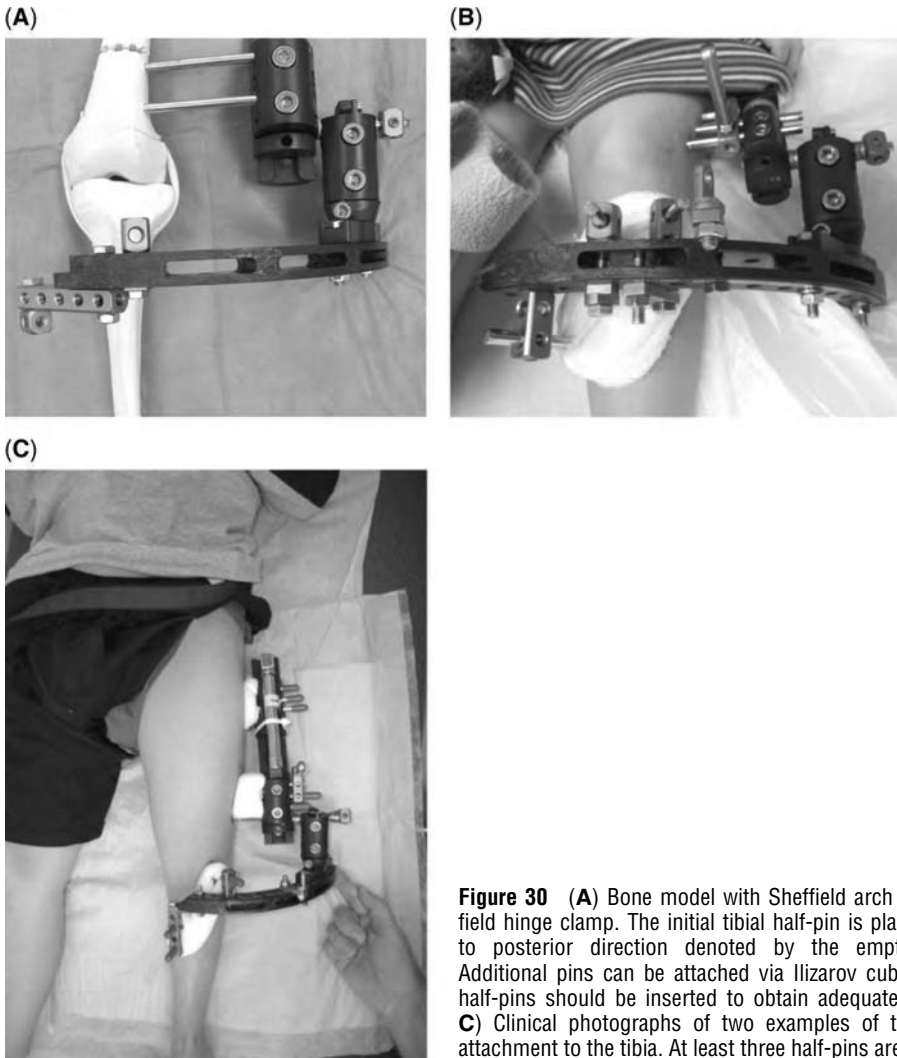 (A)
(B)
(C)
Figure 30 (A) Bone model with Sheffield arch
field hinge clamp. The initial tibial half-pin is pla
to posterior direction denoted by the empt
Additional pins can be attached via Ilizarov cub
half-pins should be inserted to obtain adequate
C) Clinical photographs of two examples of t
attachment to the tibia. At least three half-pins are